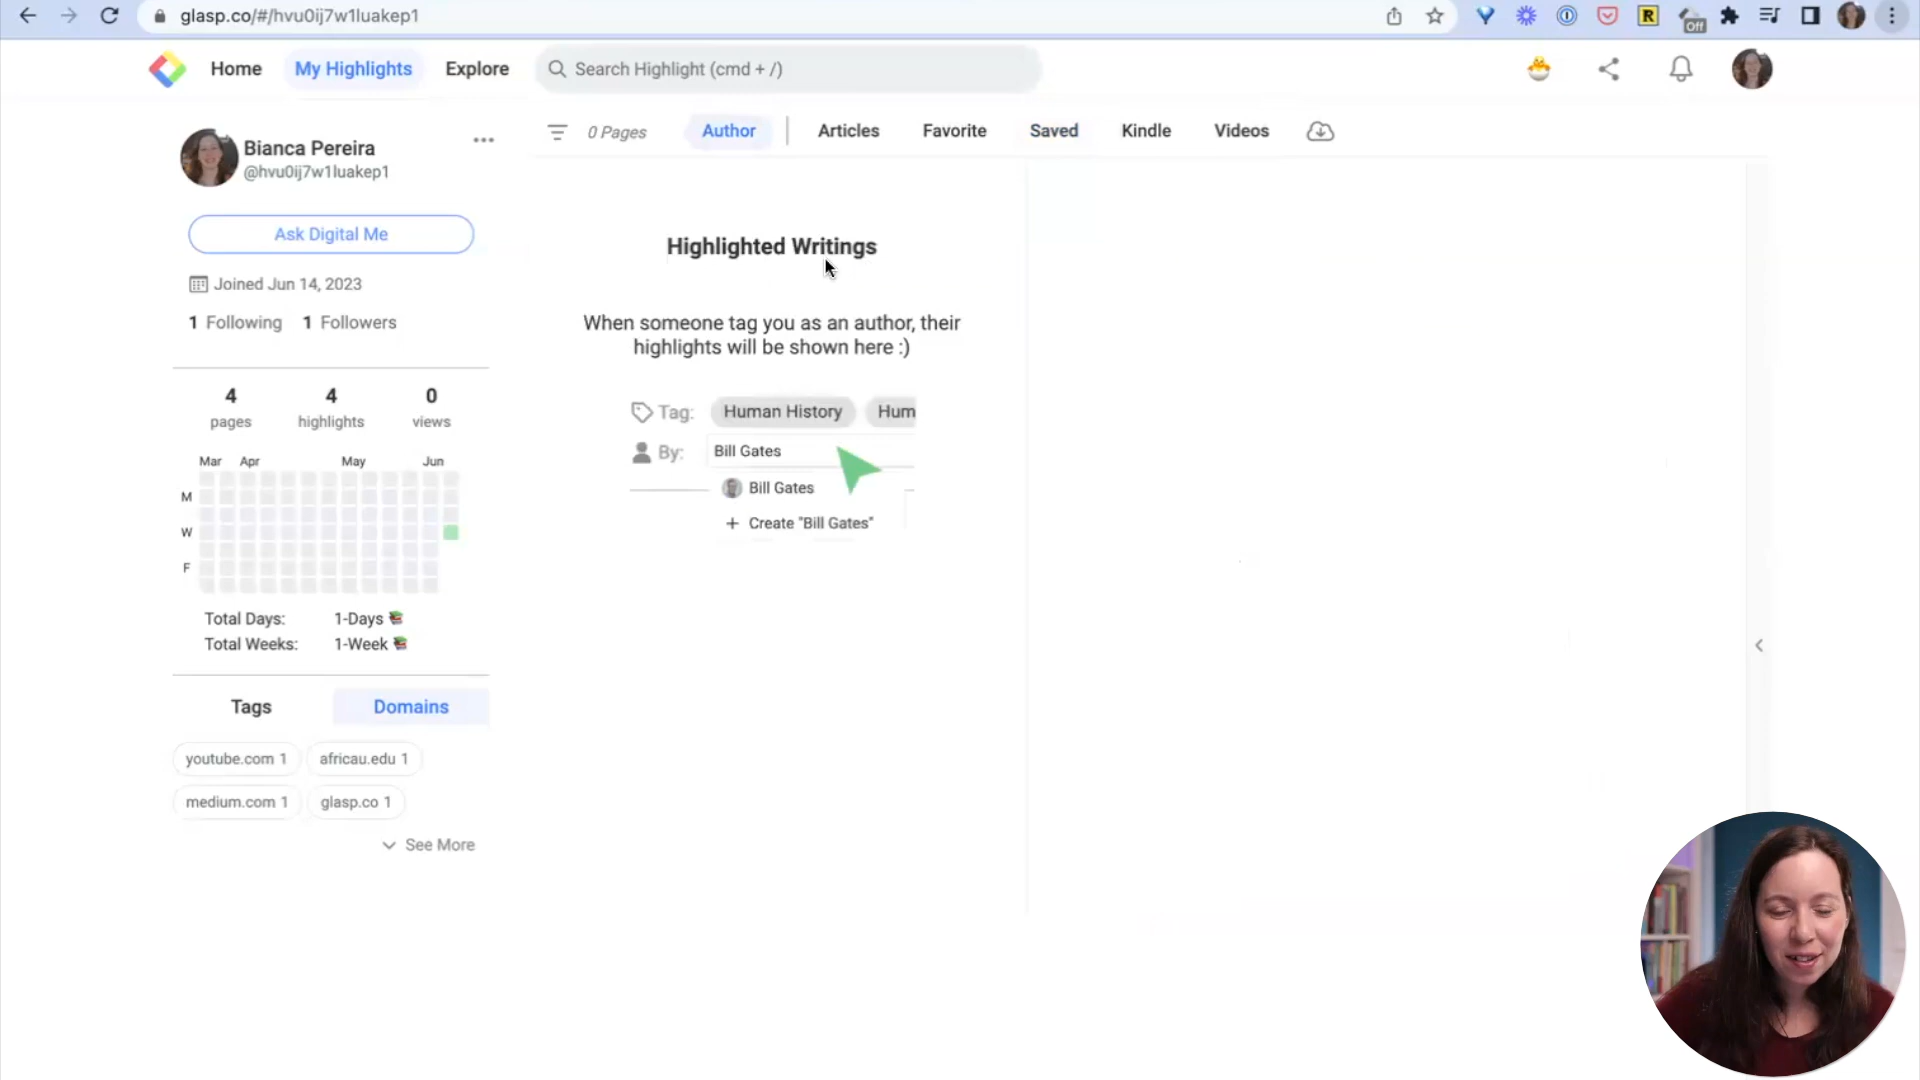 glasp.co/#/hvu0ij7w1luakep1
Off
Home
My Highlights
Explore
Search Highlight (cmd + /)
Bianca Pereira
@hvu0ij7w1luakep1
Ask Digital Me
Joined Jun 14, 2023
1 Following 1 Followers
4 4 0
pages highlights views
Mar Apr May Jun
M
W
F
Total Days: 1-Days
Total Weeks: 1-Week
Tags Domains
youtube.com 1 africau.edu 1
medium.com 1 glasp.co 1
See More
0 Pages Author Articles Favorite Saved Kindle Videos
Highlighted Writings
When someone tag you as an author, their
highlights will be shown here :)
Tag: Human History Hum
By: Bill Gates
Bill Gates
+ Create "Bill Gates"